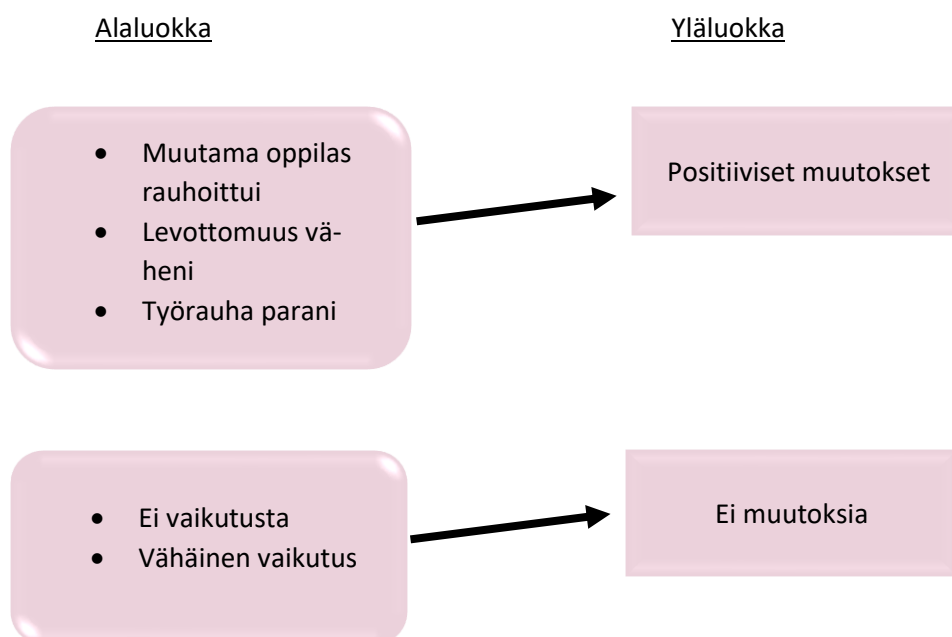 Alaluokka
Yläluokka
• Muutama oppilas
rauhoittui
• Levottomuus vä-
heni
• Työrauha parani
Positiiviset muutokset
• Ei vaikutusta
• Vähäinen vaikutus
Ei muutoksia